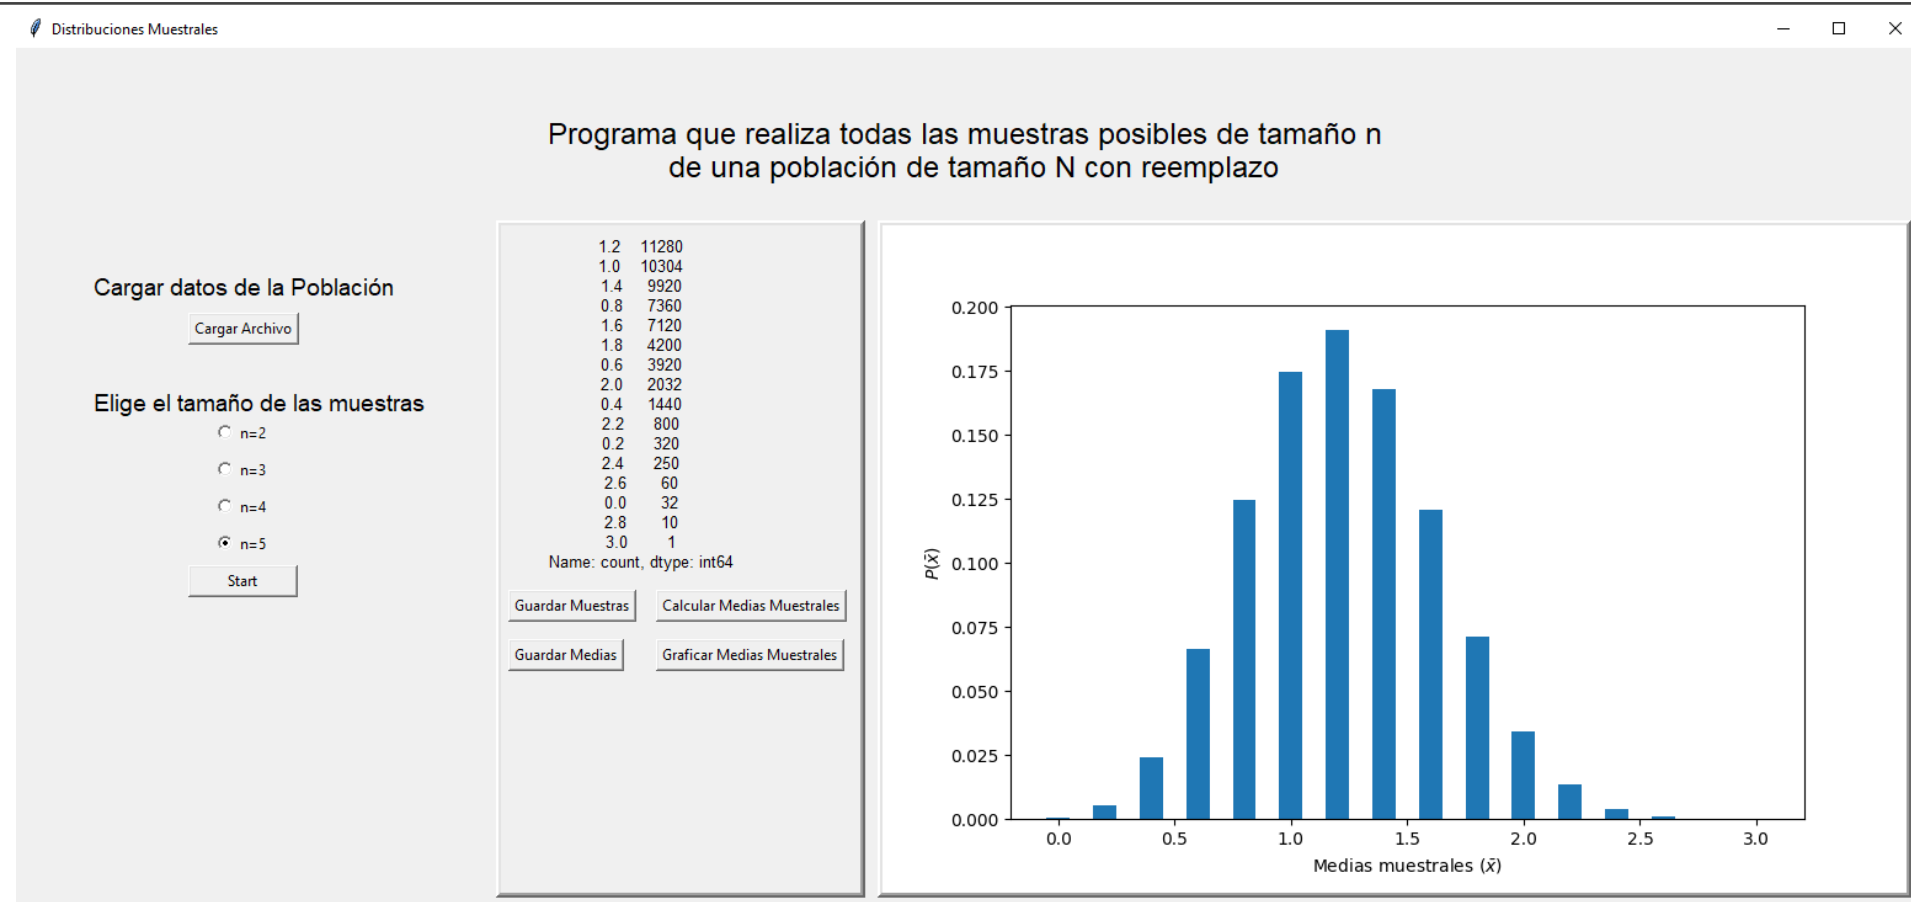 Distribuciones Muestrales
Programa que realiza todas las muestras posibles de tamaño n
de una población de tamaño N con reemplazo
Cargar datos de la Población
Cargar Archivo
Elige el tamaño de las muestras
n=2
n=3
n=4
n=5
Start
1.2 11280
1.0 10304
1.4 9920
0.8 7360
1.6 7120
1.8 4200
0.6 3920
2.0 2032
0.4 1440
2.2 800
0.2 320
2.4 250
2.6 60
0.0 32
2.8 10
3.0 1
Name: count, dtype: int64
Guardar Muestras Calcular Medias Muestrales
Guardar Medias Graficar Medias Muestrales
0.200
0.175
0.150
0.125
0.100
0.075
0.050
0.025
0.000
P(x̄)
0.0 0.5 1.0 1.5 2.0 2.5 3.0
Medias muestrales (x̄)